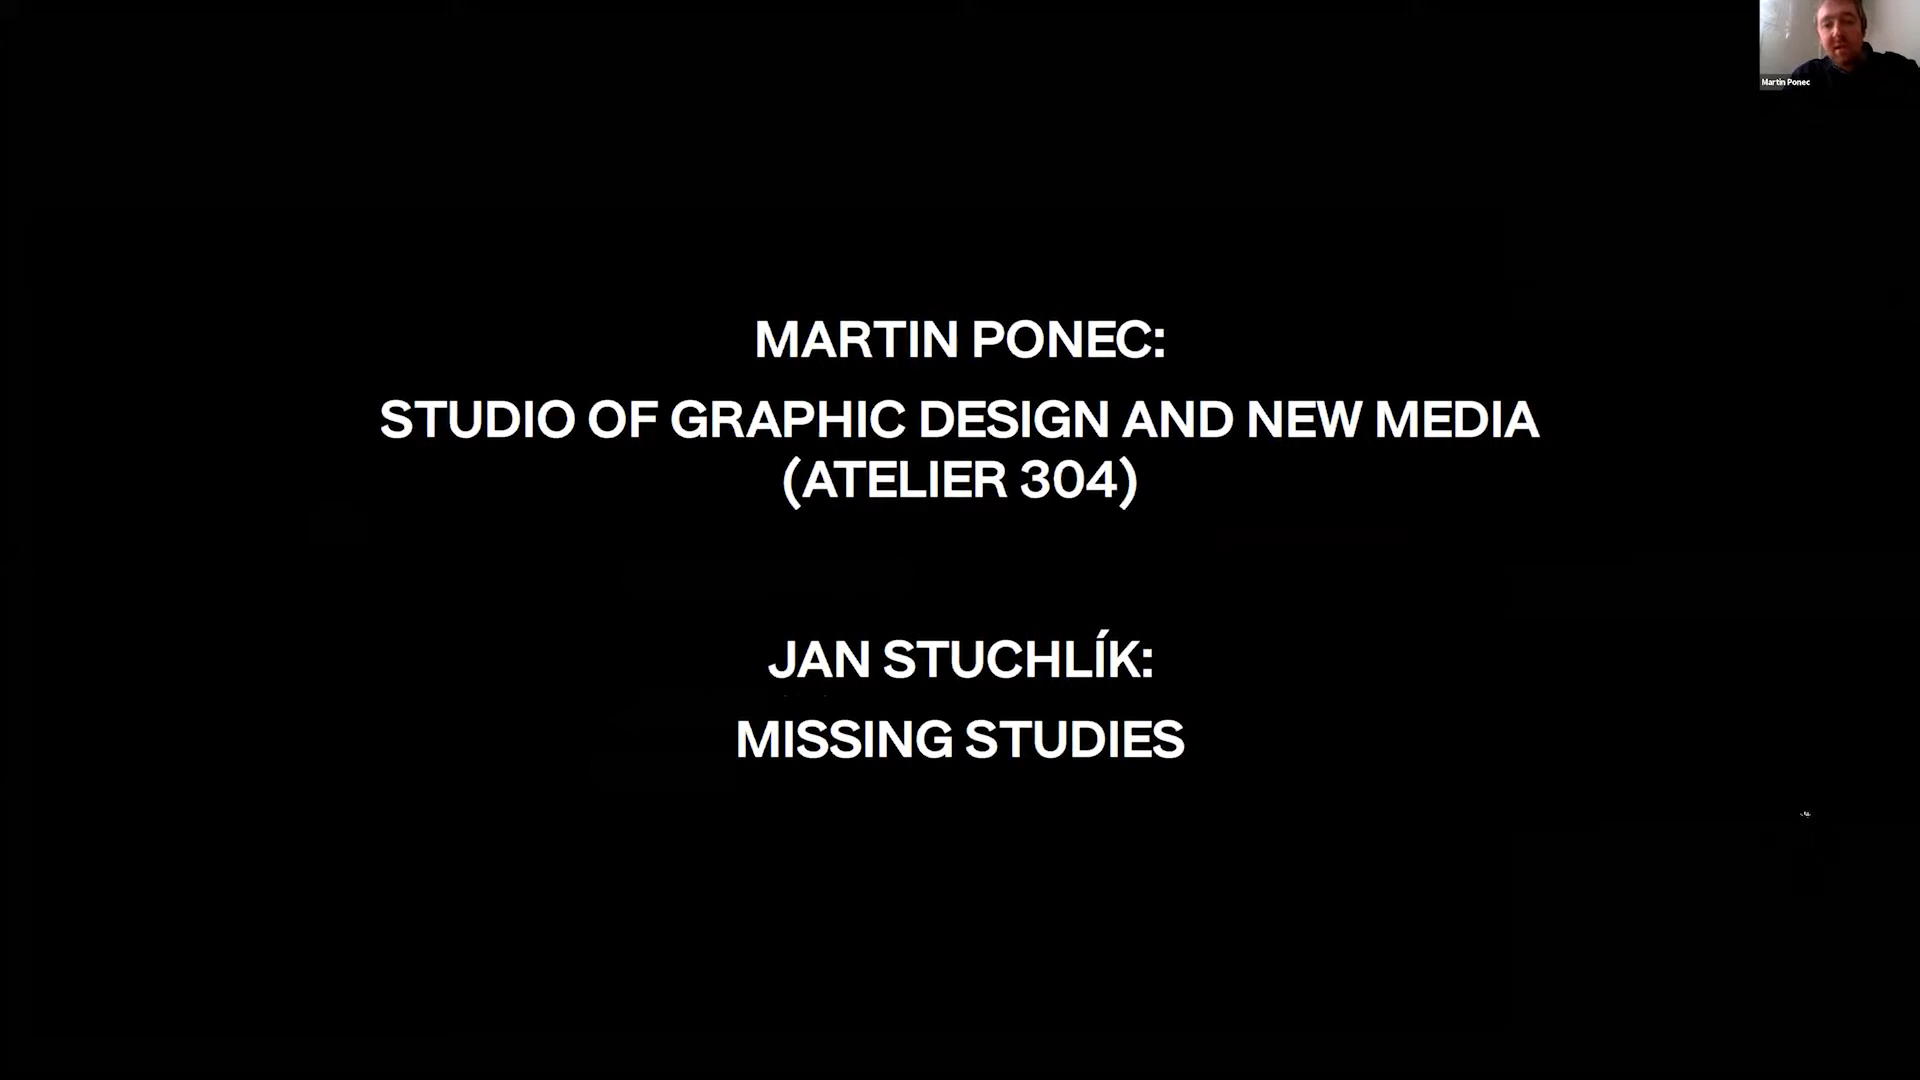 Martin Ponec
MARTIN PONEC:
STUDIO OF GRAPHIC DESIGN AND NEW MEDIA
(ATELIER 304)
JAN STUCHLÍK:
MISSING STUDIES